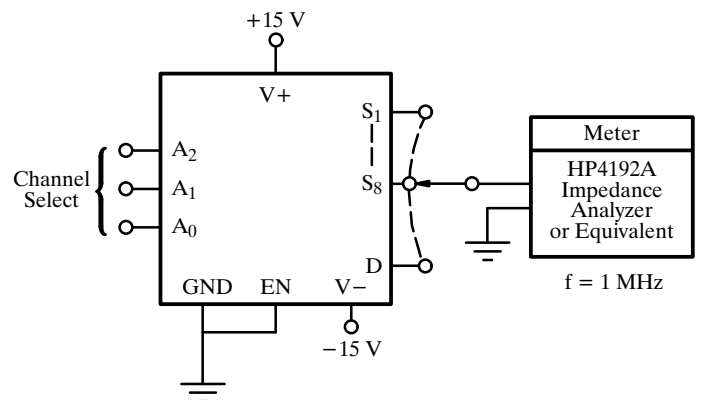 +15 V
V+
S1
Meter
A2
HP4192A
Channel
Select
A1
S8
Impedance
Analyzer
A0
or Equivalent
D
GND
EN
V−
f = 1 MHz
−15 V